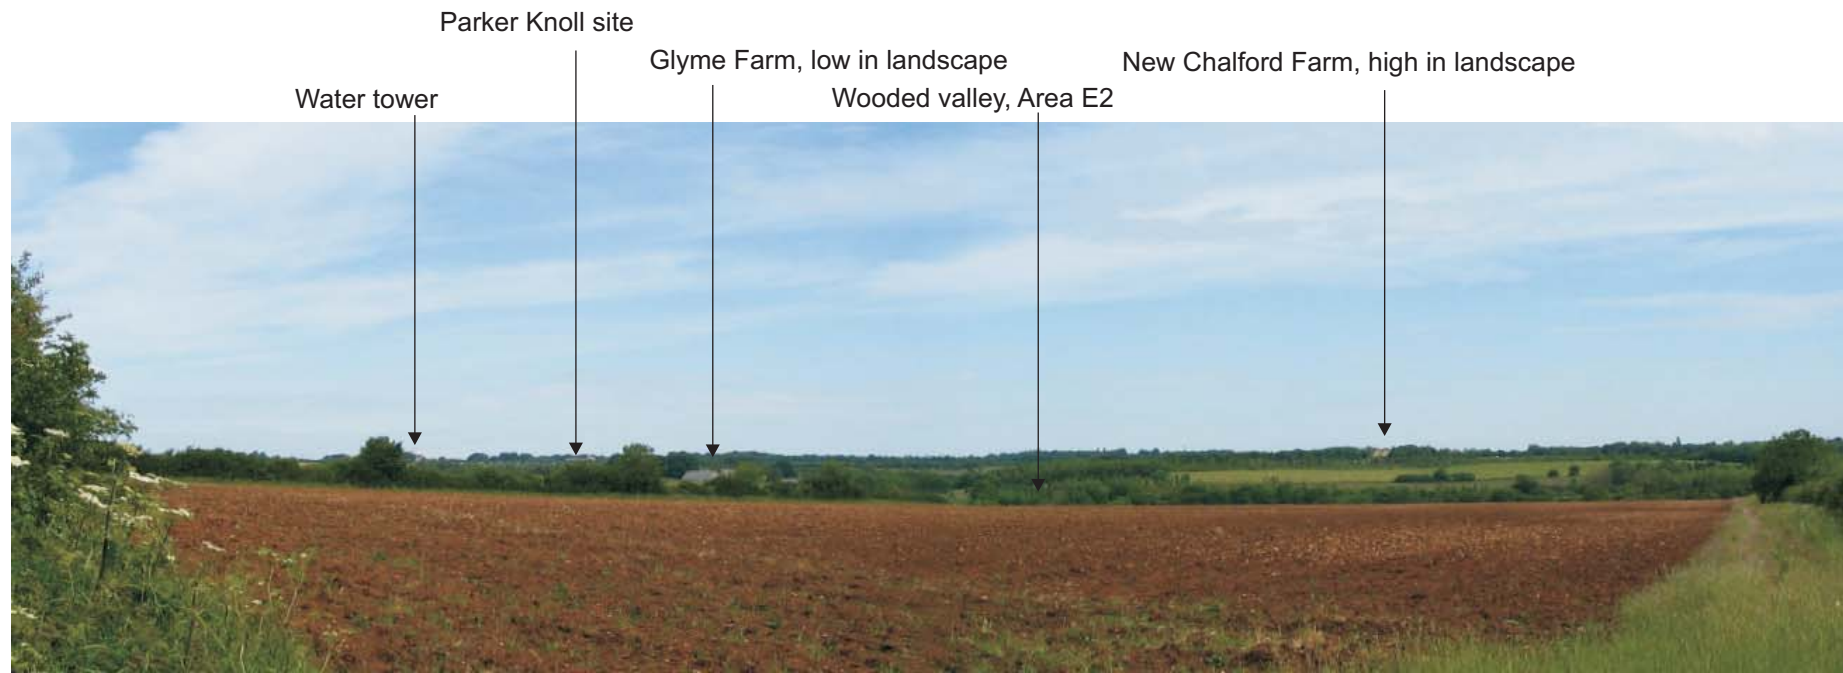 Parker Knoll site
Glyme Farm, low in landscape
New Chalford Farm, high in landscape
Water tower
Wooded valley, Area E2